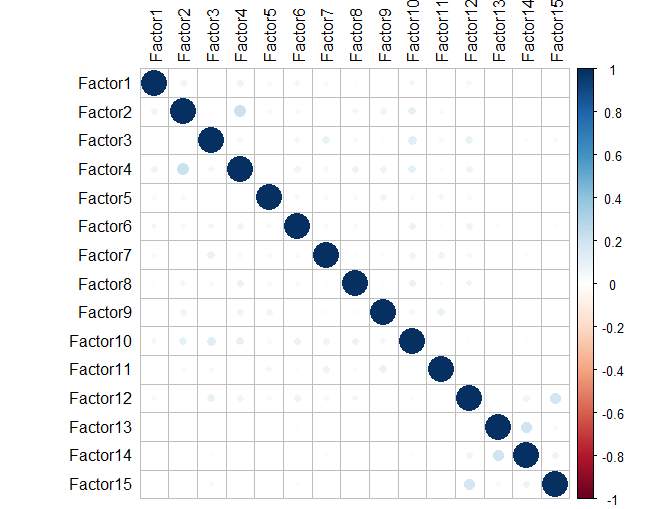 Factor1
Factor2
Factor3
Factor4
Factor5
Factor6
Factor7
Factor8
Factor9
Factor10
Factor11
Factor12
Factor13
Factor14
Factor15
Factor1
Factor2
Factor3
Factor4
Factor5
Factor6
Factor7
Factor8
Factor9
Factor10
Factor11
Factor12
Factor13
Factor14
Factor15
1
0.8
0.6
0.4
0.2
0
-0.2
-0.4
-0.6
-0.8
-1